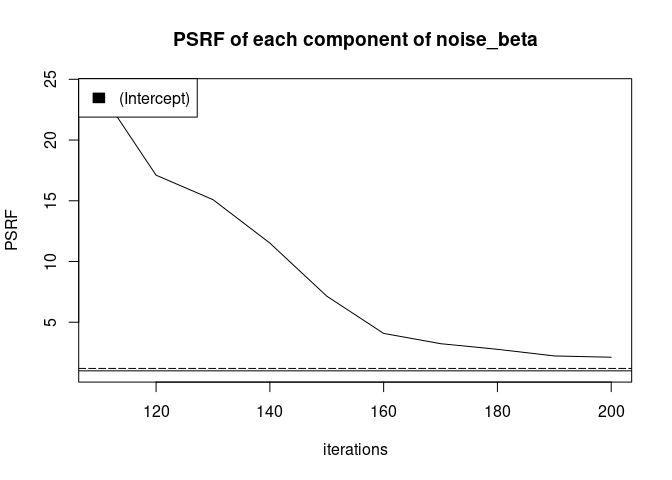 PSRF of each component of noise_beta
(Intercept)
PSRF
25
20
15
10
5
120 140 160 180 200
iterations